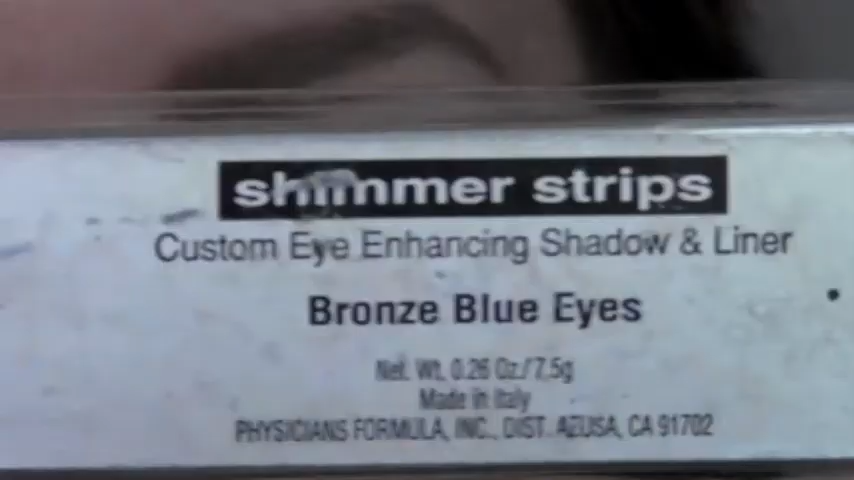 shimmer strips
Custom Eye Enhancing Shadow & Liner
Bronze Blue Eyes
Net. Wt. 0.26 Oz./7.5g
Made in Italy
PHYSICIANS FORMULA, INC., DIST. AZUSA, CA 91702